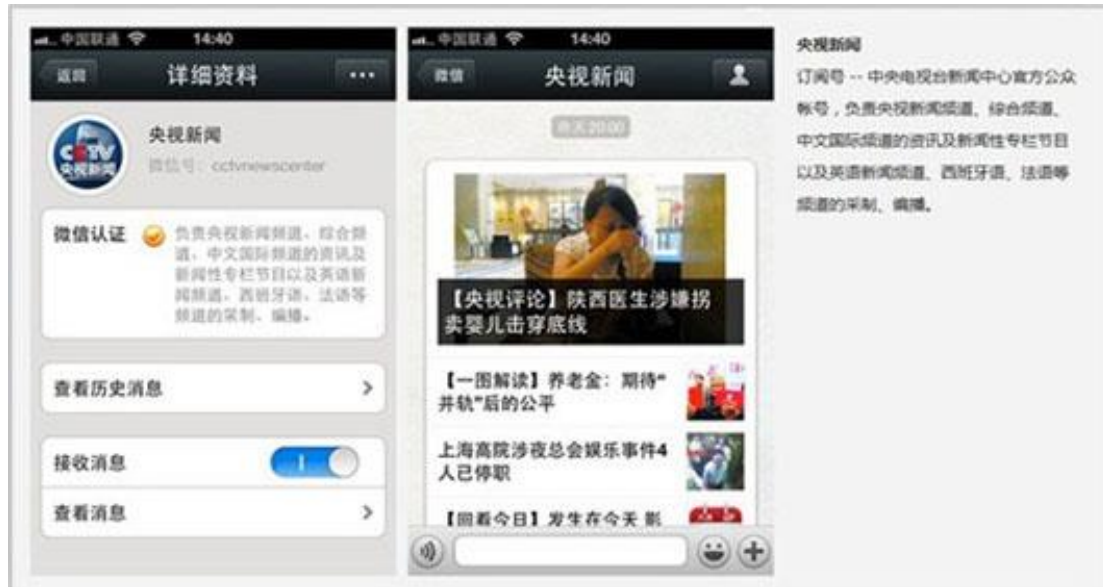 中国联通 14:40
返回 详细资料
CCTV
央视新闻
央视新闻
微信号：cctvnewscenter
微信认证 负责央视新闻频道、综合频
道、中文国际频道的资讯及
新闻性专栏节目以及英语新
闻频道、西班牙语、法语等
频道的采制、编播。
查看历史消息
接收消息
查看消息
中国联通 14:40
微信 央视新闻
昨天 20:00
【央视评论】陕西医生涉嫌拐
卖婴儿击穿底线
【一图解读】养老金：期待“
并轨”后的公平
上海高院涉夜总会娱乐事件4
人已停职
【回看今日】发生在今天 影
央视新闻
订阅号 -- 中央电视台新闻中心官方公众
帐号，负责央视新闻频道、综合频道、
中文国际频道的资讯及新闻性专栏节目
以及英语新闻频道、西班牙语、法语等
频道的采制、编播。